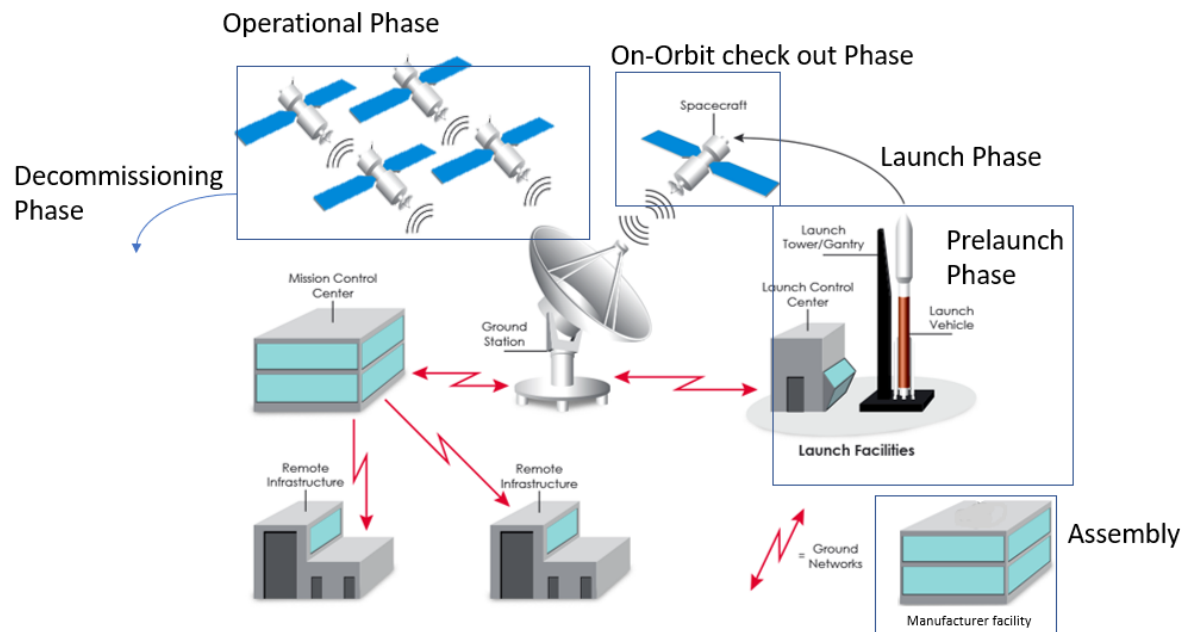 Operational Phase
On-Orbit check out Phase
Spacecraft
Launch Phase
Decommissioning
Phase
Launch
Tower/Gantry
Prelaunch
Phase
Mission Control
Center
Launch Control
Center
Ground
Station
Launch
Vehicle
Launch Facilities
Remote
Infrastructure
Remote
Infrastructure
= Ground
Networks
Assembly
Manufacturer facility